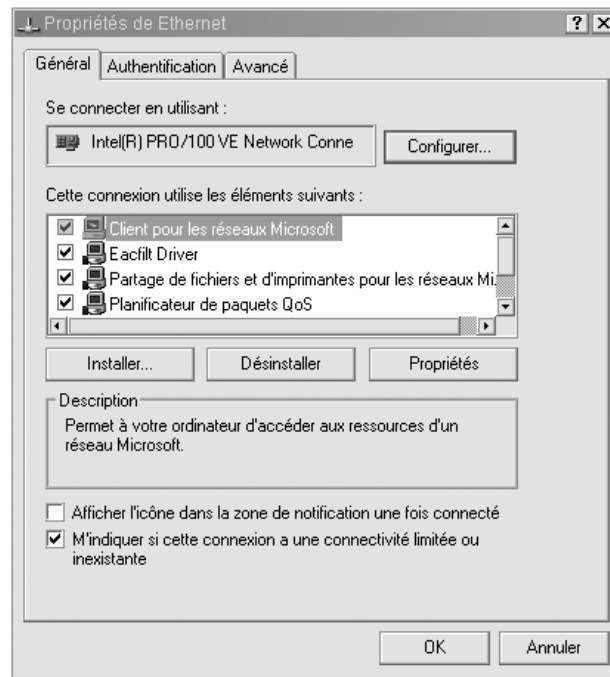 Propriétés de Ethernet
Général
Authentification
Avancé
Se connecter en utilisant :
Intel(R) PRO/100 VE Network Conne
Configurer...
Cette connexion utilise les éléments suivants :
Client pour les réseaux Microsoft
Eacfilt Driver
Partage de fichiers et d'imprimantes pour les réseaux Mi.
Planificateur de paquets QoS
Installer...
Désinstaller
Propriétés
Description
Permet à votre ordinateur d'accéder aux ressources d'un
réseau Microsoft.
Afficher l'icône dans la zone de notification une fois connecté
M'indiquer si cette connexion a une connectivité limitée ou
inexistante
OK
Annuler